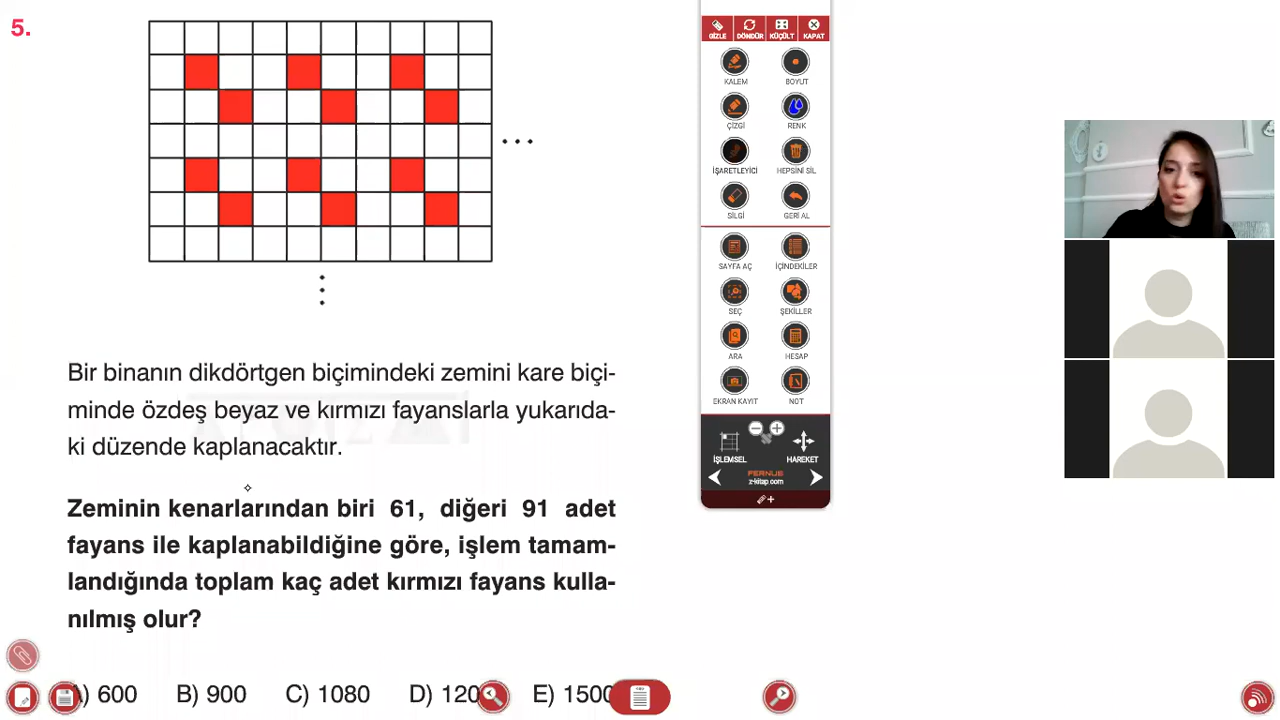 5.
GİZLE DÖNDÜR KÜÇÜLT KAPAT
KALEM BOYUT
ÇİZGİ RENK
İŞARETLEYİCİ HEPSİNİ SİL
SİLGİ GERİ AL
SAYFA AÇ İÇİNDEKİLER
SEÇ ŞEKİLLER
ARA HESAP
EKRAN KAYIT NOT
İŞLEMSEL HAREKET
FERNUS
z-kitap.com
Bir binanın dikdörtgen biçimindeki zemini kare biçi-
minde özdeş beyaz ve kırmızı fayanslarla yukarıda-
ki düzende kaplanacaktır.
Zeminin kenarlarından biri 61, diğeri 91 adet
fayans ile kaplanabildiğine göre, işlem tamam-
landığında toplam kaç adet kırmızı fayans kulla-
nılmış olur?
) 600 B) 900 C) 1080 D) 120 E) 1500